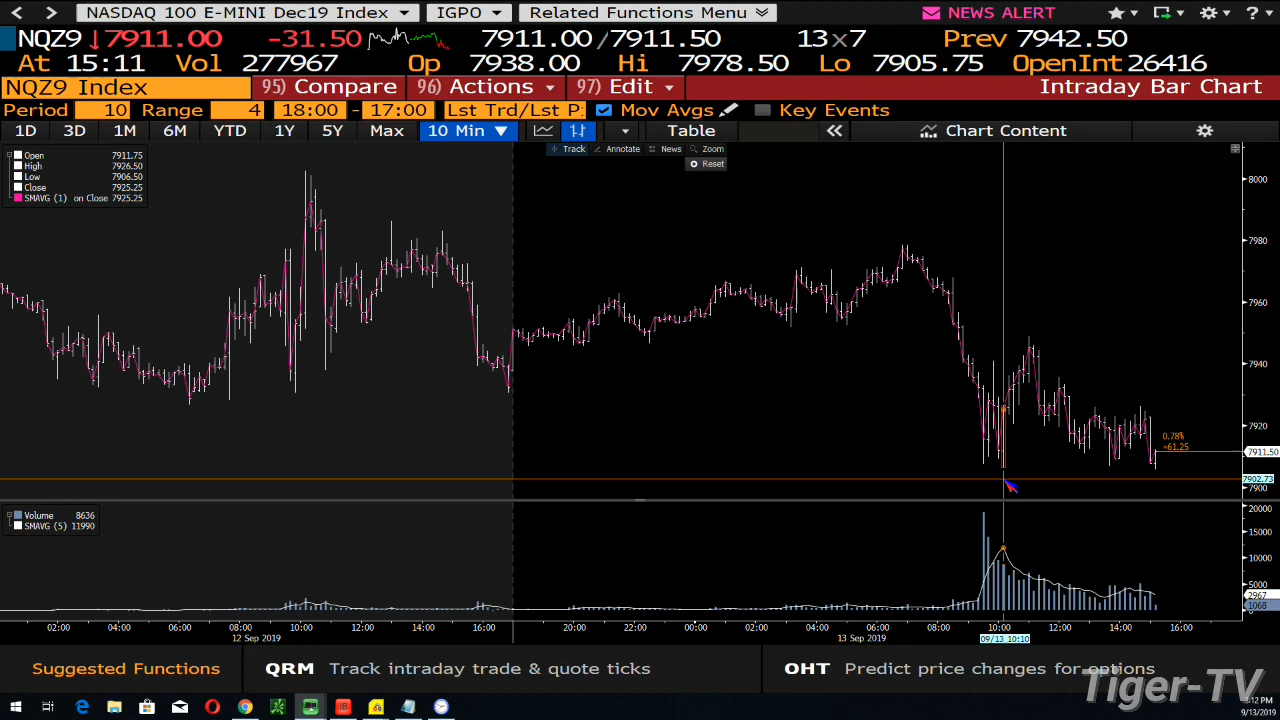 < > NASDAQ 100 E-MINI Dec19 Index IGPO Related Functions Menu NEWS ALERT ?
NQZ9 ↓7911.00 -31.50 7911.00/7911.50 13x7 Prev 7942.50
At 15:11 Vol 277967 Op 7938.00 Hi 7978.50 Lo 7905.75 OpenInt 26416
NQZ9 Index 95) Compare 96) Actions 97) Edit Intraday Bar Chart
Period 10 Range 4 18:00 - 17:00 Lst Trd/Lst P: Mov Avgs Key Events
1D 3D 1M 6M YTD 1Y 5Y Max 10 Min ▼ Table « Chart Content
Track Annotate News Zoom
Reset
Open 7911.75
High 7926.50
Low 7906.50
Close 7925.25
SMAVG (1) on Close 7925.25
8000
7980
7960
7940
7920
0.78%
+61.25
7911.50
7902.73
7900
Volume 8636
SMAVG (5) 11990
20000
15000
10000
5000
2967
1068
0
02:00 04:00 06:00 08:00 10:00 12:00 14:00 16:00 20:00 22:00 00:00 02:00 04:00 06:00 08:00 10:00 12:00 14:00 16:00
12 Sep 2019 13 Sep 2019 09/13 10:10
Suggested Functions QRM Track intraday trade & quote ticks OHT Predict price changes for options
Tiger-TV
:12 PM
9/13/2019